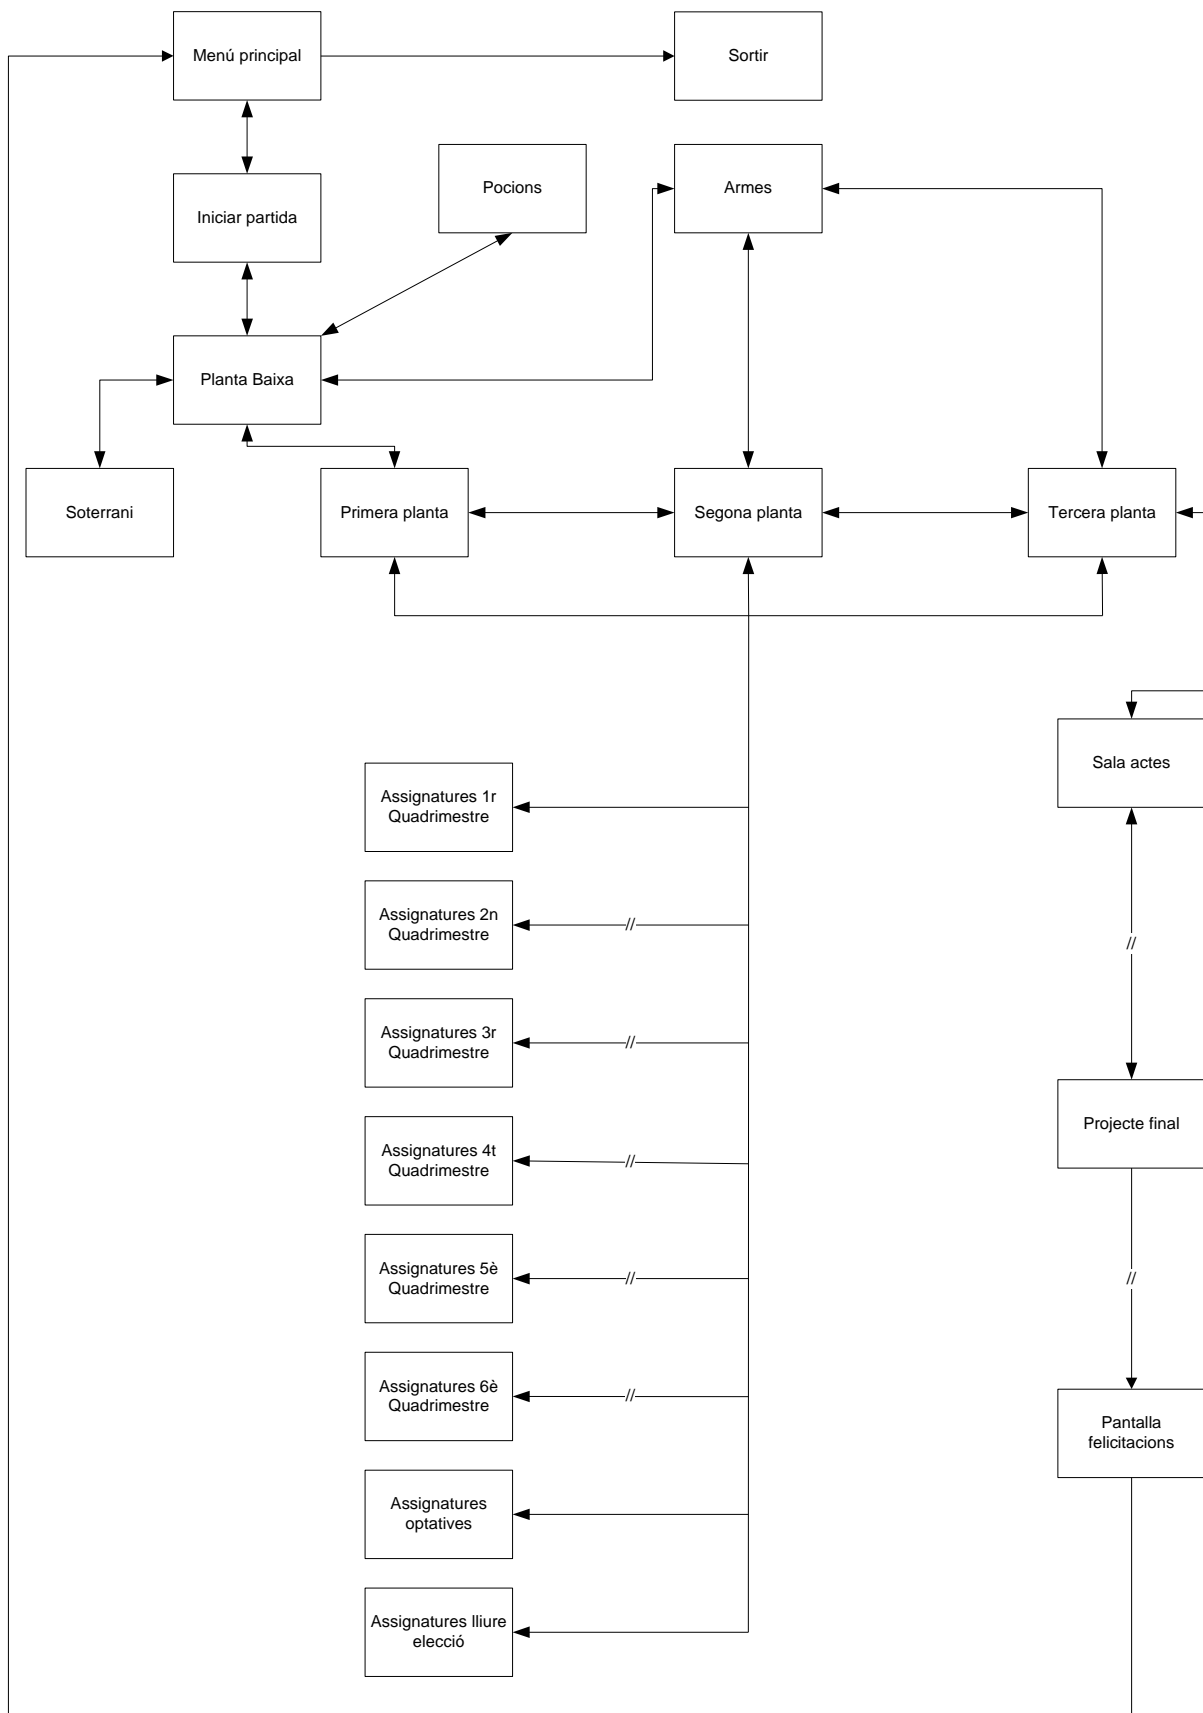 Menú principal
Sortir
Pocions
Armes
Iniciar partida
Planta Baixa
Soterrani
Primera planta
Segona planta
Tercera planta
Sala actes
Assignatures 1r
Quadrimestre
Assignatures 2n
Quadrimestre
//
//
Assignatures 3r
Quadrimestre
//
Projecte final
Assignatures 4t
Quadrimestre
//
Assignatures 5è
Quadrimestre
//
//
Assignatures 6è
Quadrimestre
//
Pantalla
felicitacions
Assignatures
optatives
Assignatures lliure
elecció